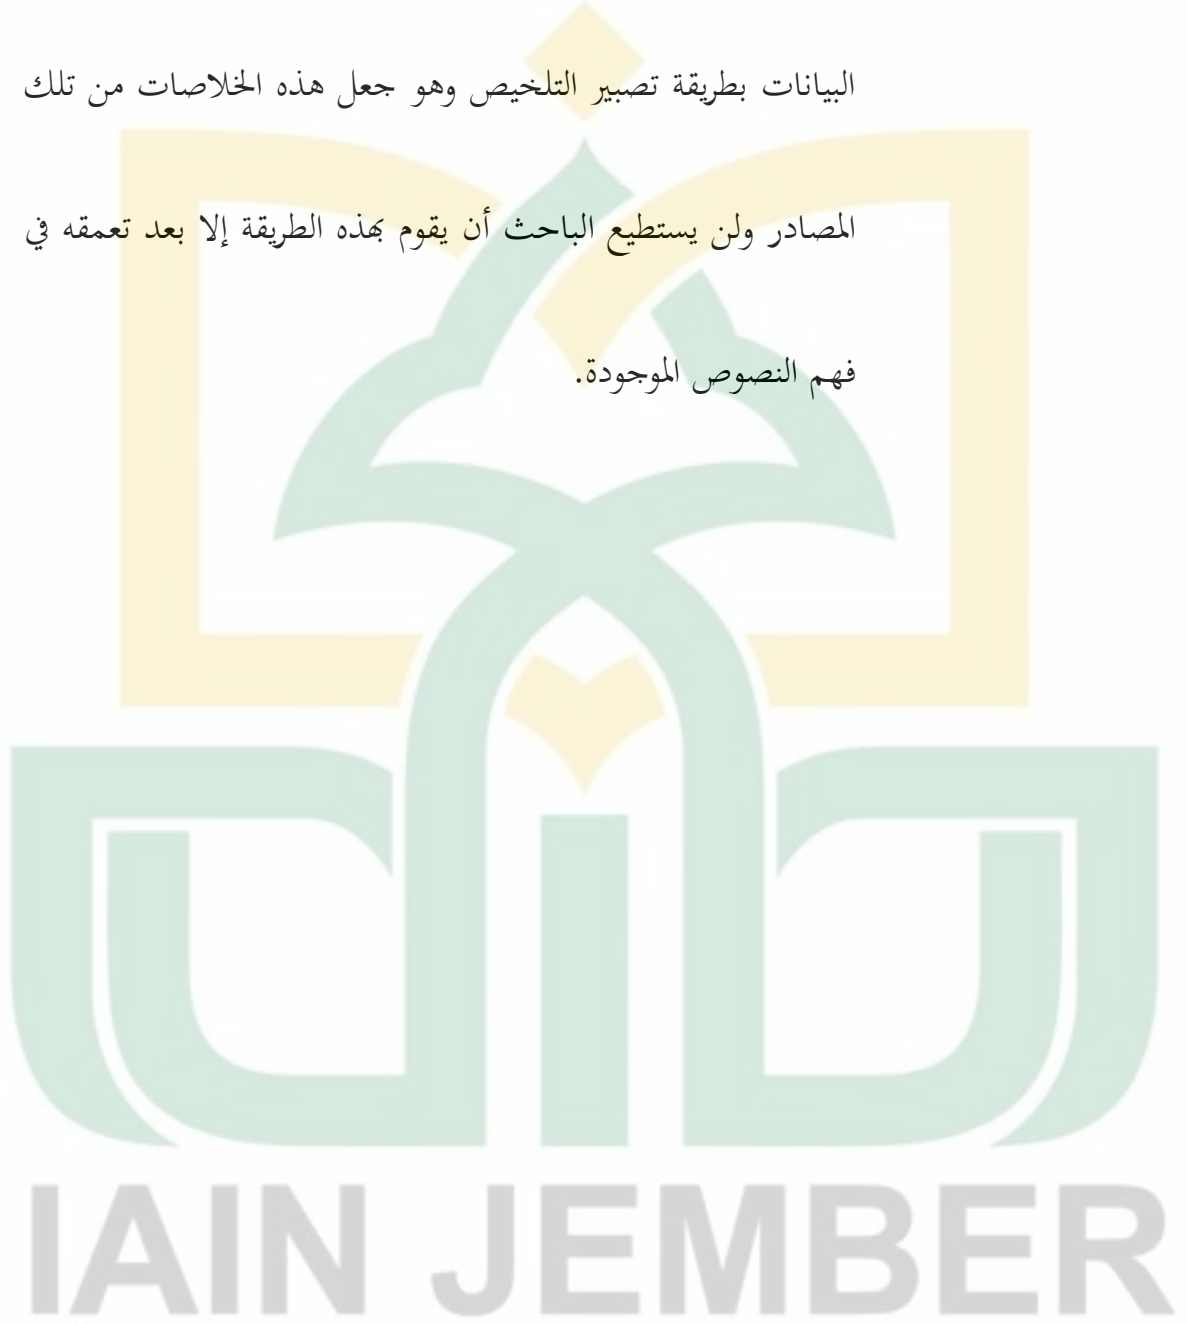 البيانات بطريقة تصبير التلخيص وهو جعل هذه الخلاصات من تلك
المصادر ولن يستطيع الباحث أن يقوم بهذه الطريقة إلا بعد تعمقه في
فهم النصوص الموجودة.
IAIN JEMBER